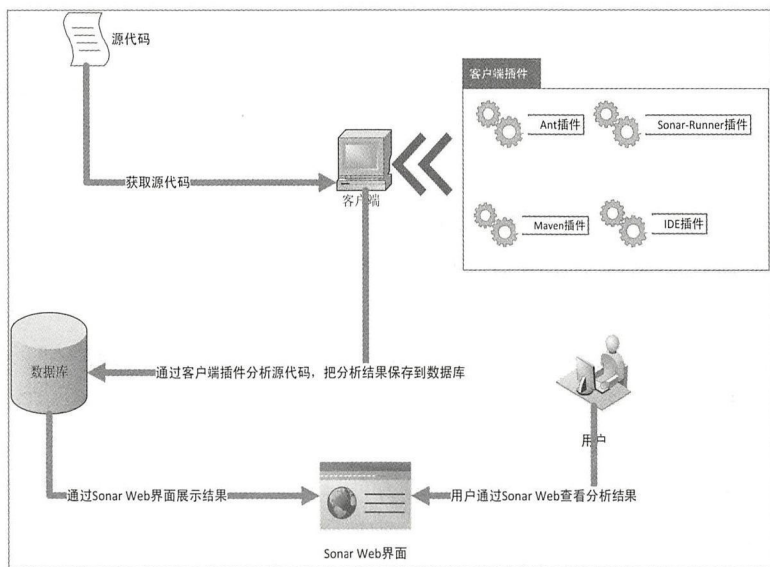 源代码
客户端插件
Ant插件
Sonar-Runner插件
获取源代码
客户端
Maven插件
IDE插件
数据库
通过客户端插件分析源代码，把分析结果保存到数据库
用户
通过Sonar Web界面展示结果
用户通过Sonar Web查看分析结果
Sonar Web界面